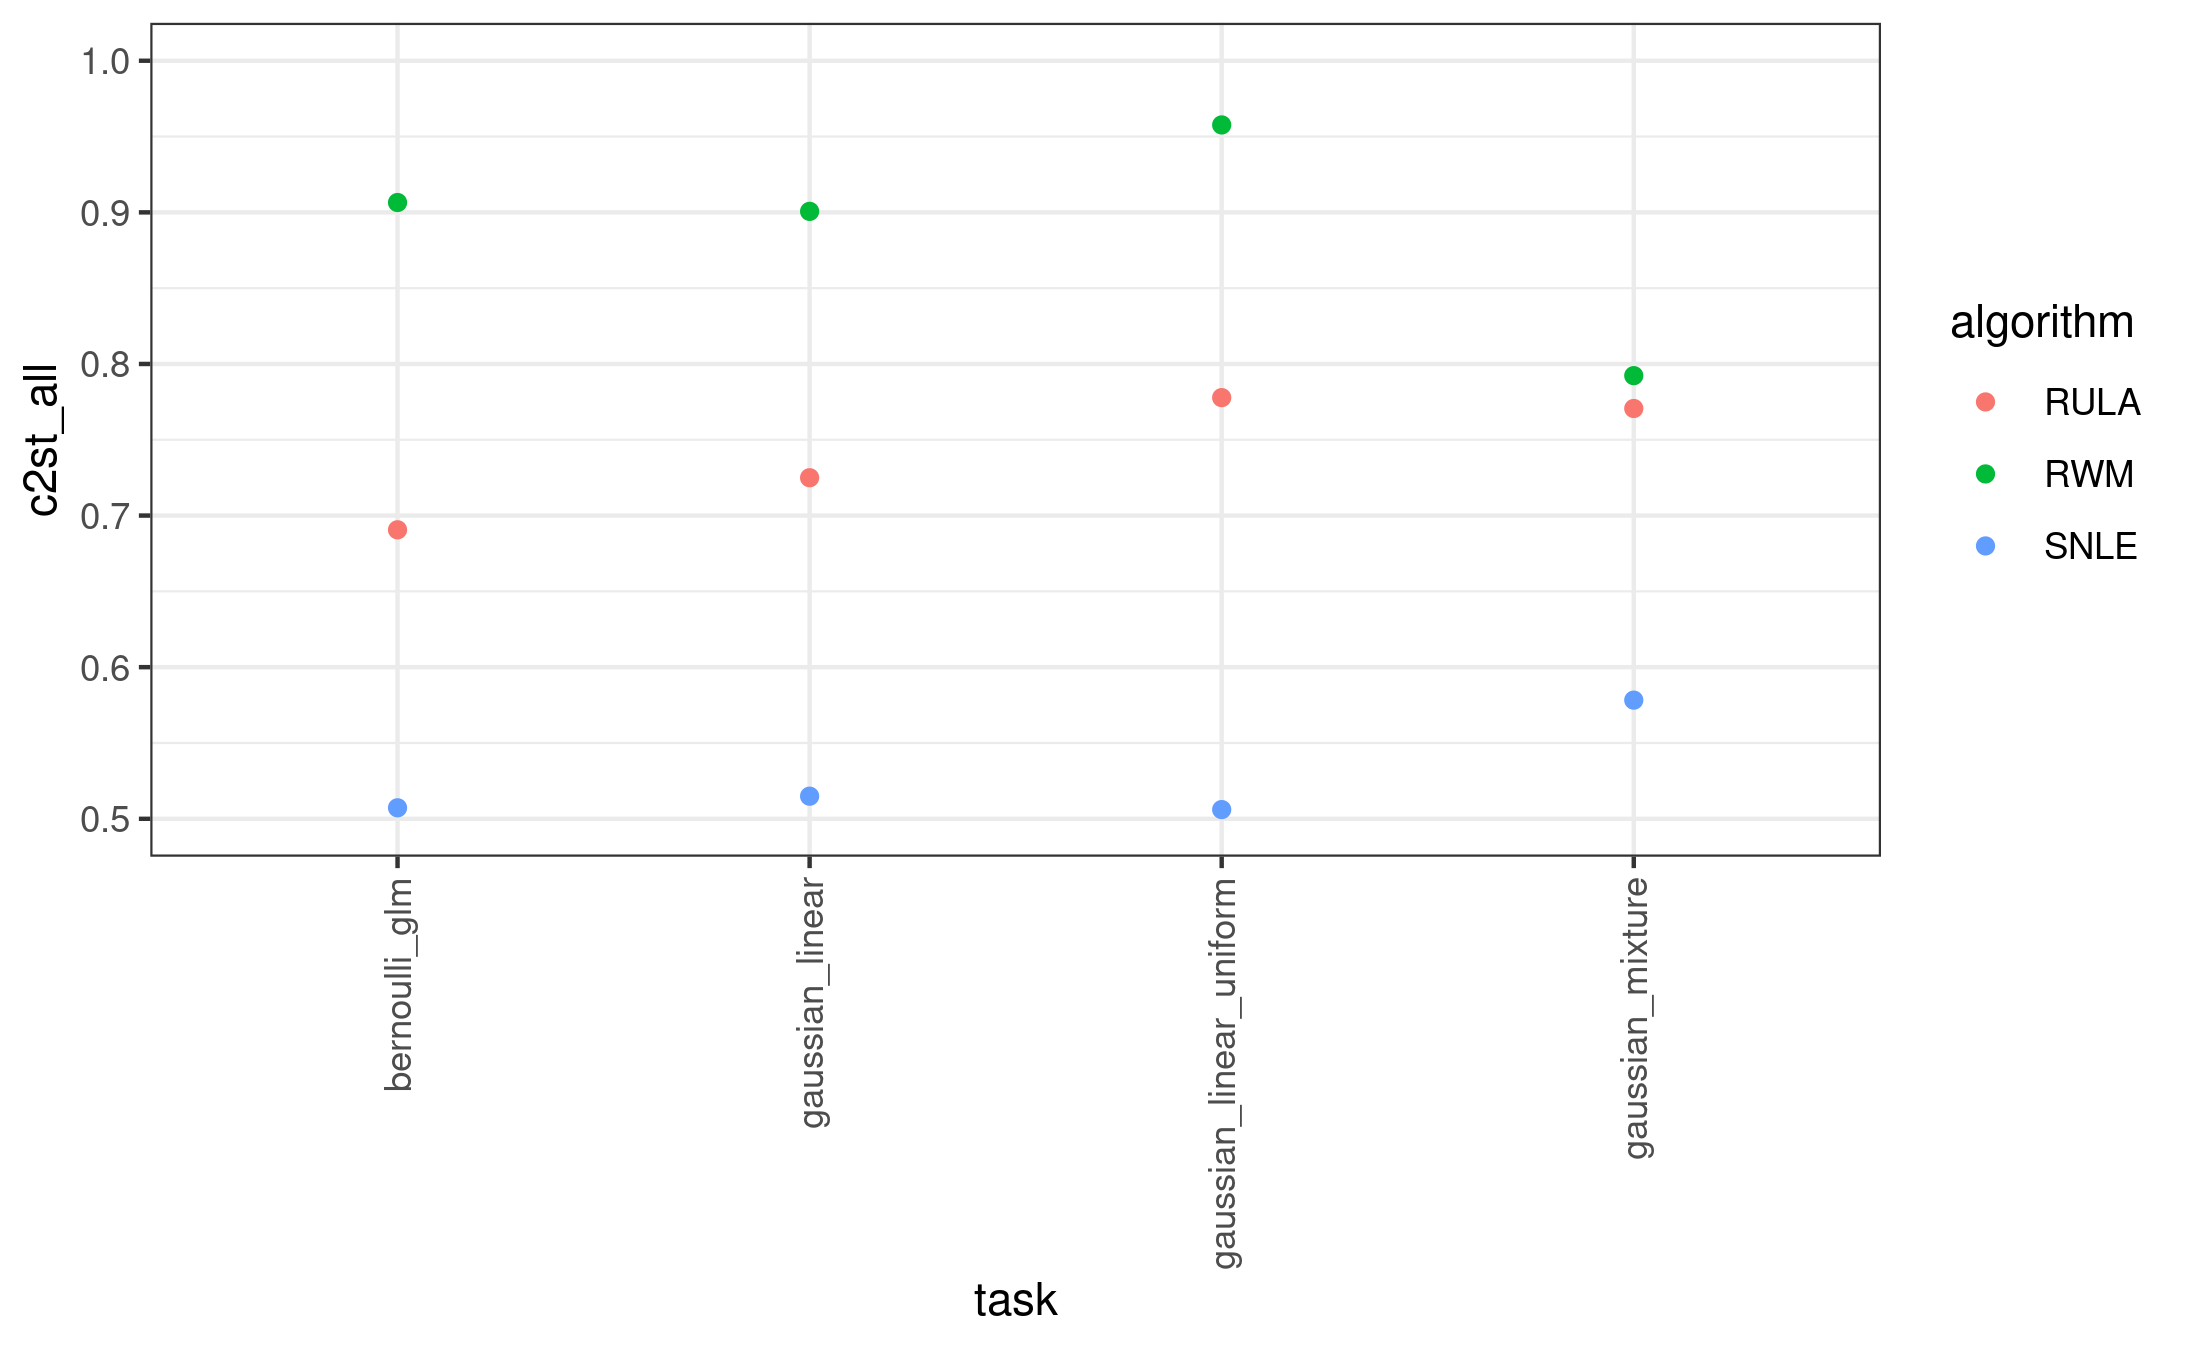 c2st_all
1.0
0.9
0.8
0.7
0.6
0.5
bernoulli_glm
gaussian_linear
gaussian_linear_uniform
gaussian_mixture
task
algorithm
RULA
RWM
SNLE